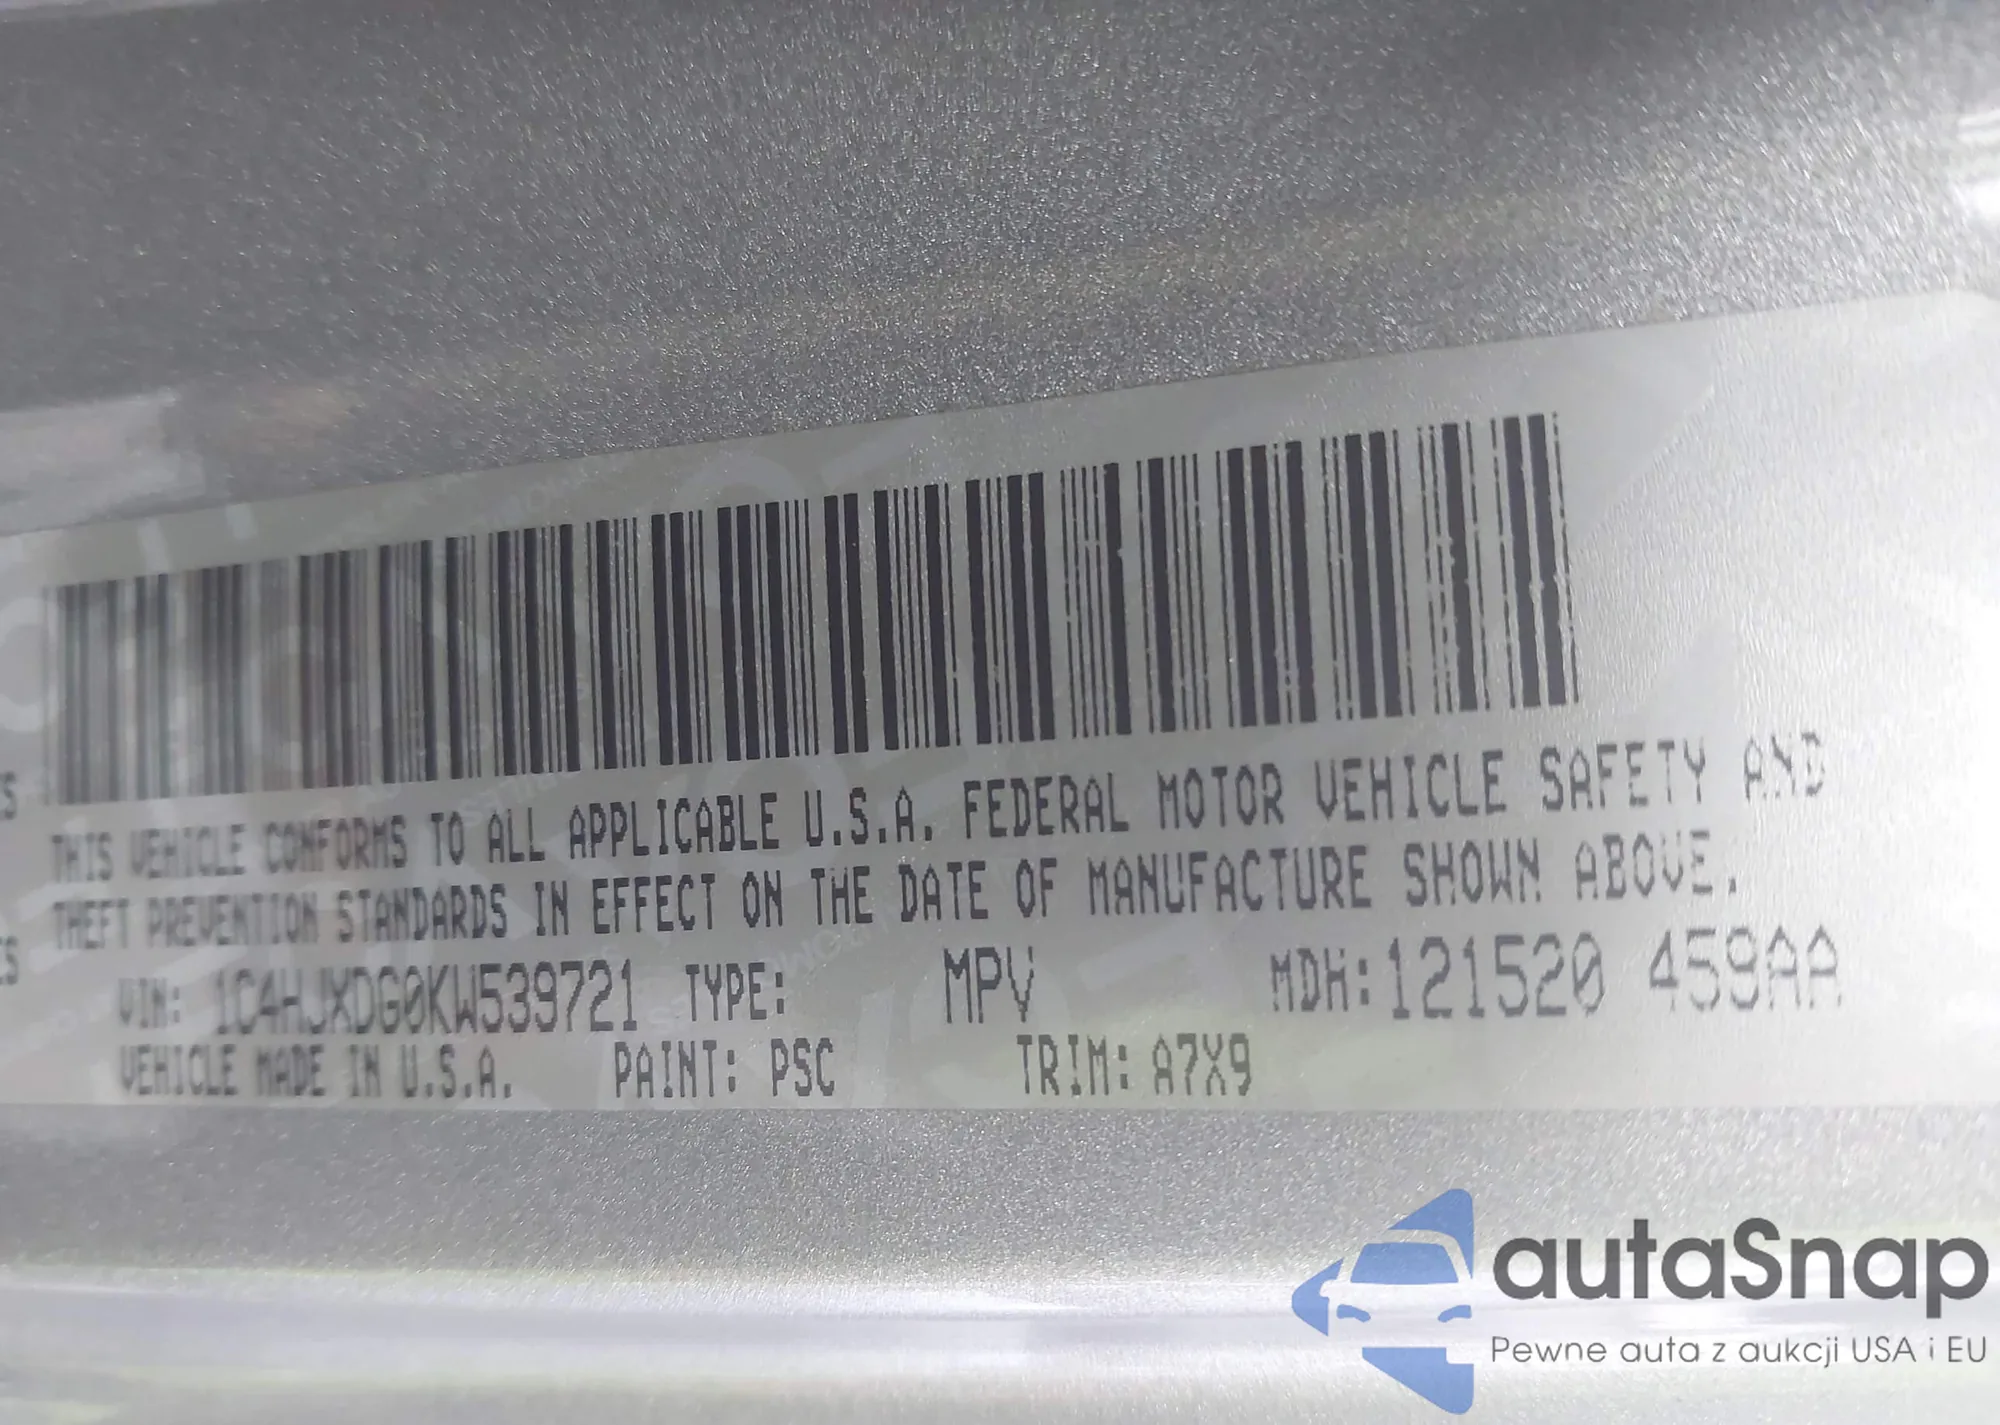 ES
THIS VEHICLE CONFORMS TO ALL APPLICABLE U.S.A. FEDERAL MOTOR VEHICLE SAFETY AND
THEFT PREVENTION STANDARDS IN EFFECT ON THE DATE OF MANUFACTURE SHOWN ABOVE.
ES
VIN: 1C4HJXDG0KW539721 TYPE: MPV MDH:121520 459AA
VEHICLE MADE IN U.S.A. PAINT: PSC TRIM: A7X9
autaSnap
Pewne auta z aukcji USA i EU